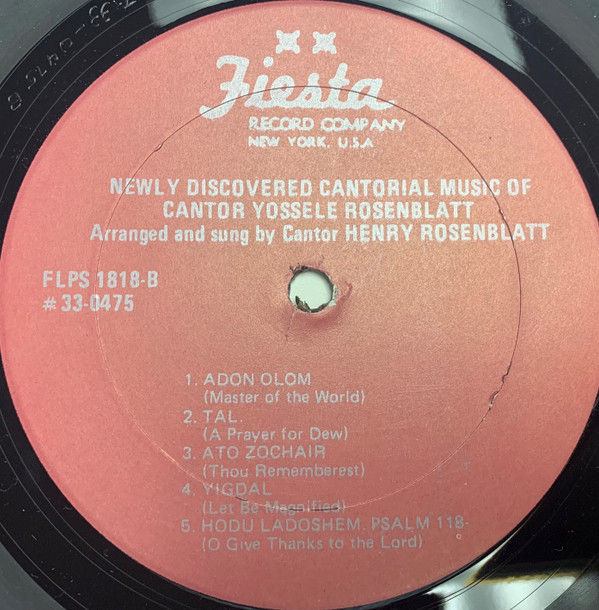 33-0475 B
Fiesta
RECORD COMPANY
NEW YORK, U.S.A
NEWLY DISCOVERED CANTORIAL MUSIC OF
CANTOR YOSSELE ROSENBLATT
Arranged and sung by Cantor HENRY ROSENBLATT
FLPS 1818-B
# 33-0475
1. ADON OLOM
(Master of the World)
2. TAL.
(A Prayer for Dew)
3. ATO ZOCHAIR
(Thou Rememberest)
4. YIGDAL
(Let Be Magnified)
5. HODU LADOSHEM. PSALM 118-
(O Give Thanks to the Lord)